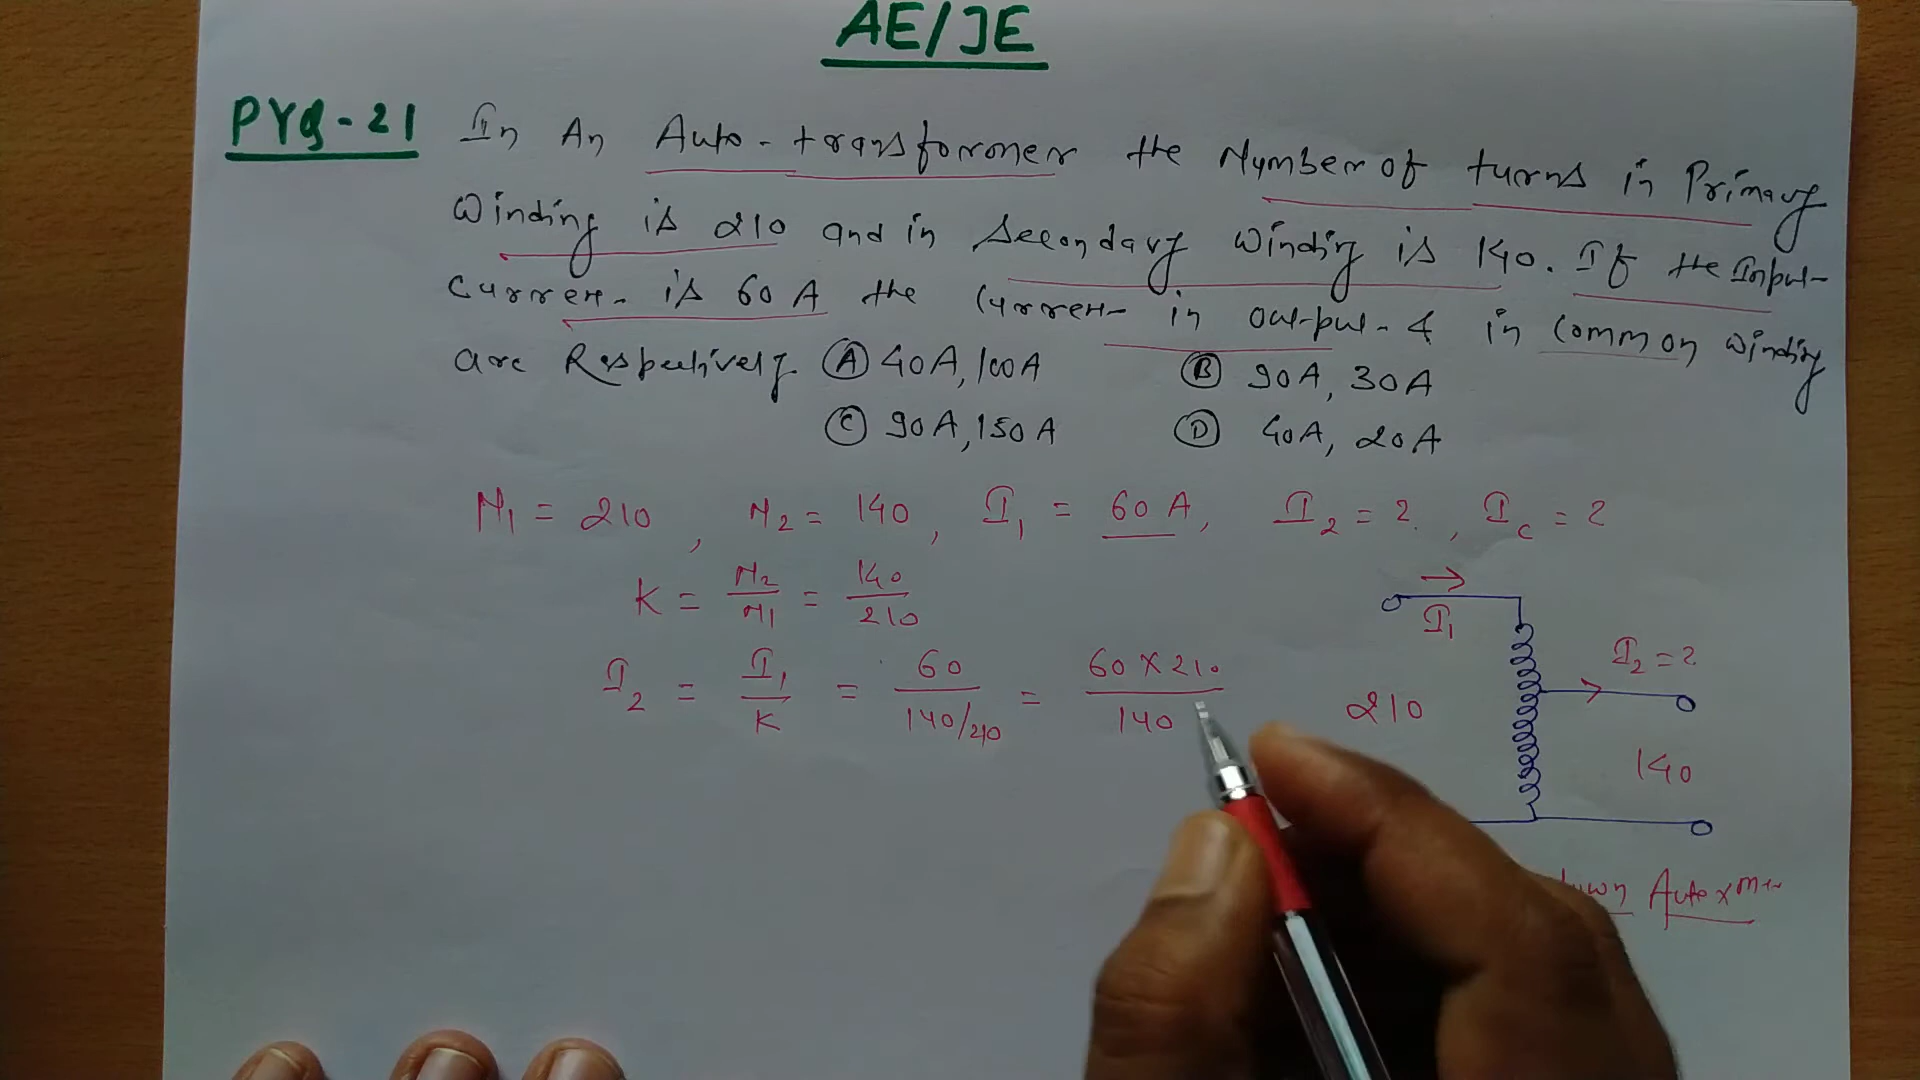 AE/JE
PYQ-21 In An Auto-transformer the Number of turns in Primary
Winding is 210 and in Secondary Winding is 140. If the Input
Current is 60 A the Current in output & in Common Winding
are Respectively. (A) 40A, 100A (B) 90A, 30A
(C) 90A, 150A (D) 40A, 20A
N1 = 210, N2 = 140, I1 = 60 A, I2 = ?, Ic = ?
K = N2/N1 = 140/210
I2 = I1/K = 60/(140/210) = 60 X 210/140
I1
I2 = ?
210
140
Auto xmer